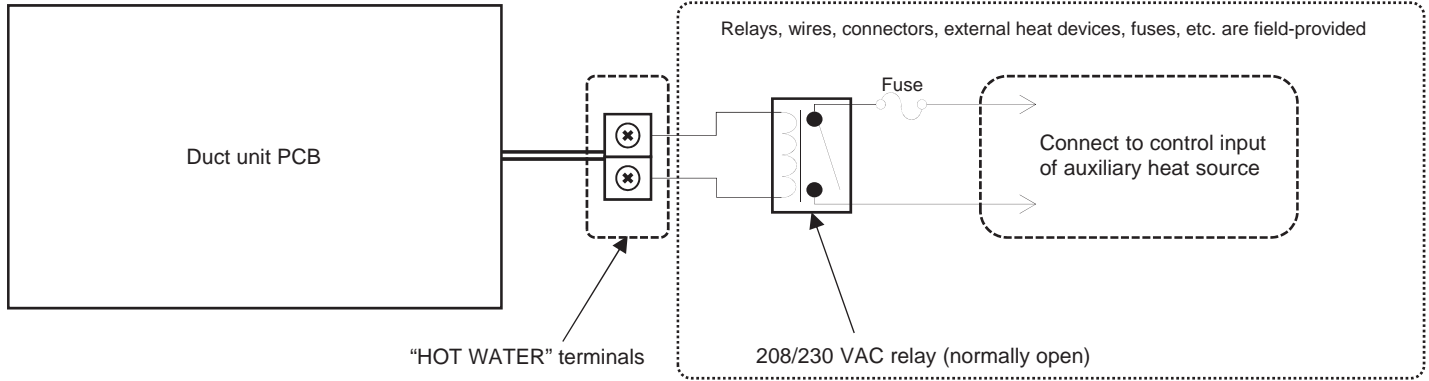 Relays, wires, connectors, external heat devices, fuses, etc. are field-provided
Fuse
Duct unit PCB
Connect to control input
of auxiliary heat source
“HOT WATER” terminals
208/230 VAC relay (normally open)